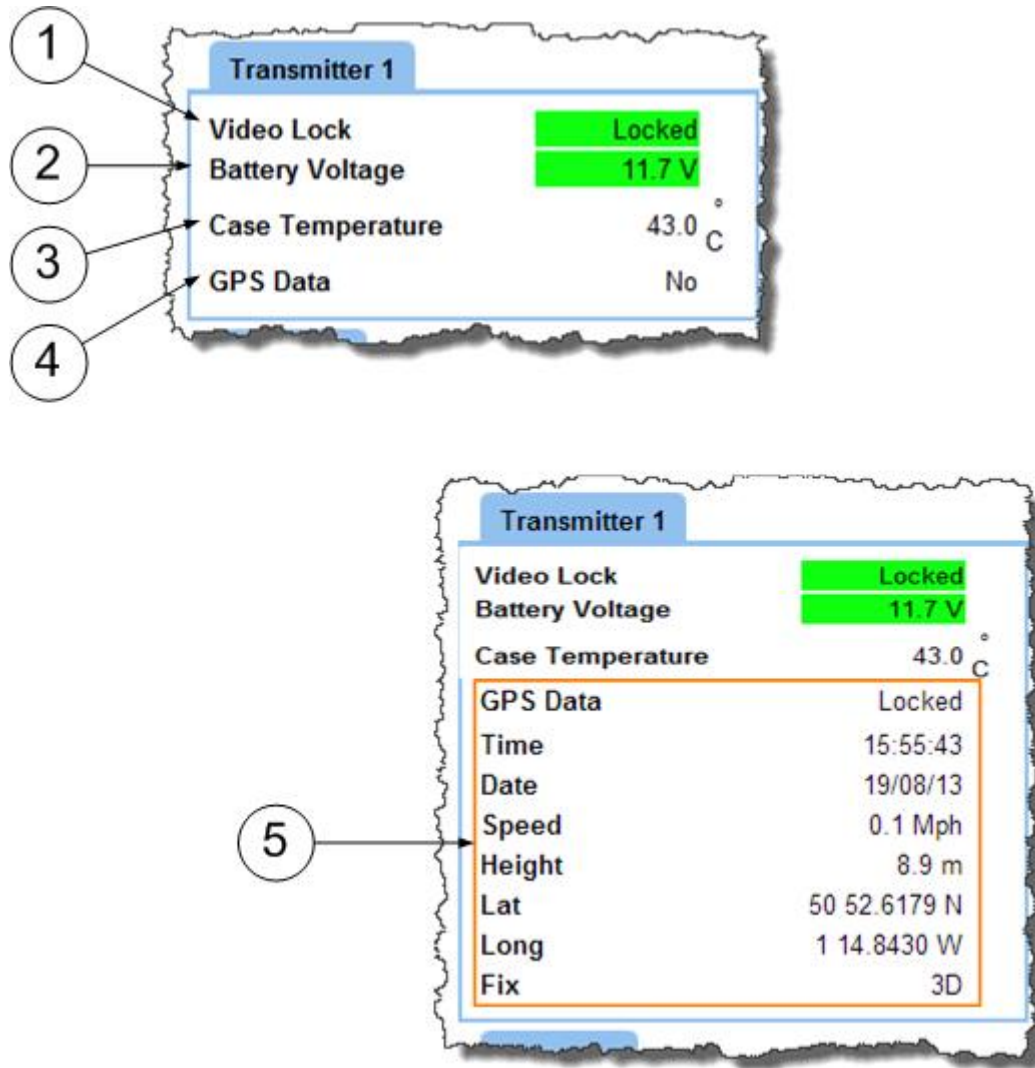 1
Transmitter 1
Video Lock Locked
2
Battery Voltage 11.7 V
Case Temperature 43.0 °C
3
GPS Data No
4
Transmitter 1
Video Lock Locked
Battery Voltage 11.7 V
Case Temperature 43.0 °C
GPS Data Locked
Time 15:55:43
Date 19/08/13
5
Speed 0.1 Mph
Height 8.9 m
Lat 50 52.6179 N
Long 1 14.8430 W
Fix 3D